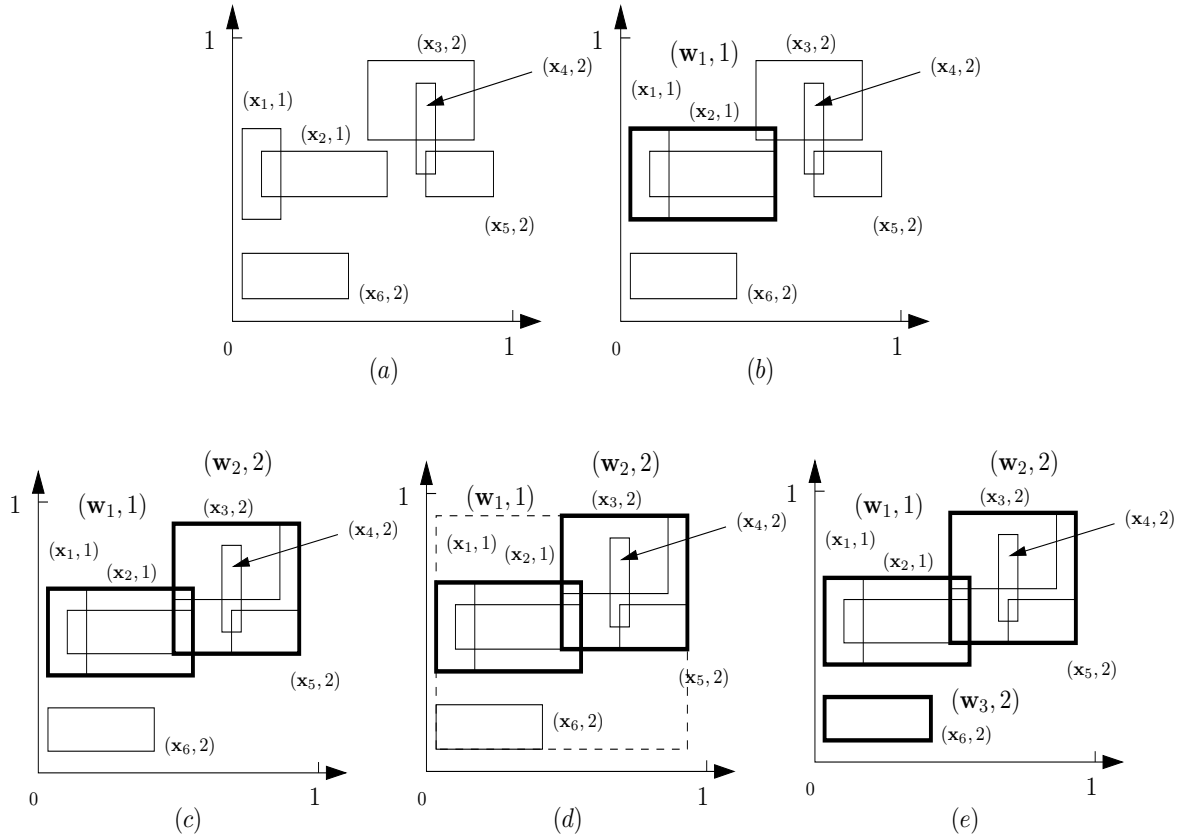 1
(x₃, 2)
(x₄, 2)
(x₁, 1)
(x₂, 1)
(x₅, 2)
(x₆, 2)
0
1
(a)
1
(w₁, 1)
(x₃, 2)
(x₄, 2)
(x₁, 1)
(x₂, 1)
(x₅, 2)
(x₆, 2)
0
1
(b)
(w₂, 2)
1
(w₁, 1)
(x₃, 2)
(x₄, 2)
(x₁, 1)
(x₂, 1)
(x₅, 2)
(x₆, 2)
0
1
(c)
(w₂, 2)
1
(w₁, 1)
(x₃, 2)
(x₄, 2)
(x₁, 1)
(x₂, 1)
(x₅, 2)
(x₆, 2)
0
1
(d)
(w₂, 2)
1
(w₁, 1)
(x₃, 2)
(x₄, 2)
(x₁, 1)
(x₂, 1)
(x₅, 2)
(w₃, 2)
(x₆, 2)
0
1
(e)